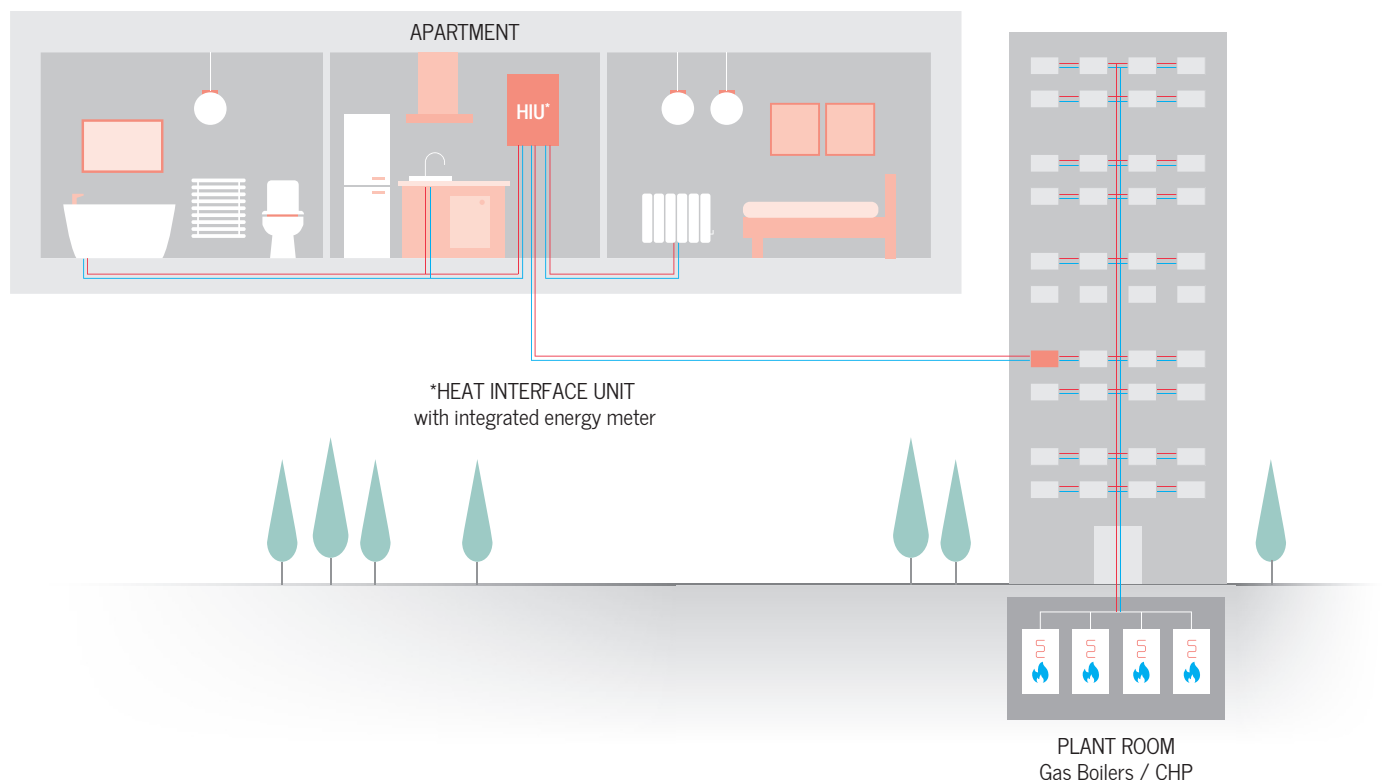 APARTMENT
HIU*
*HEAT INTERFACE UNIT
with integrated energy meter
PLANT ROOM
Gas Boilers / CHP